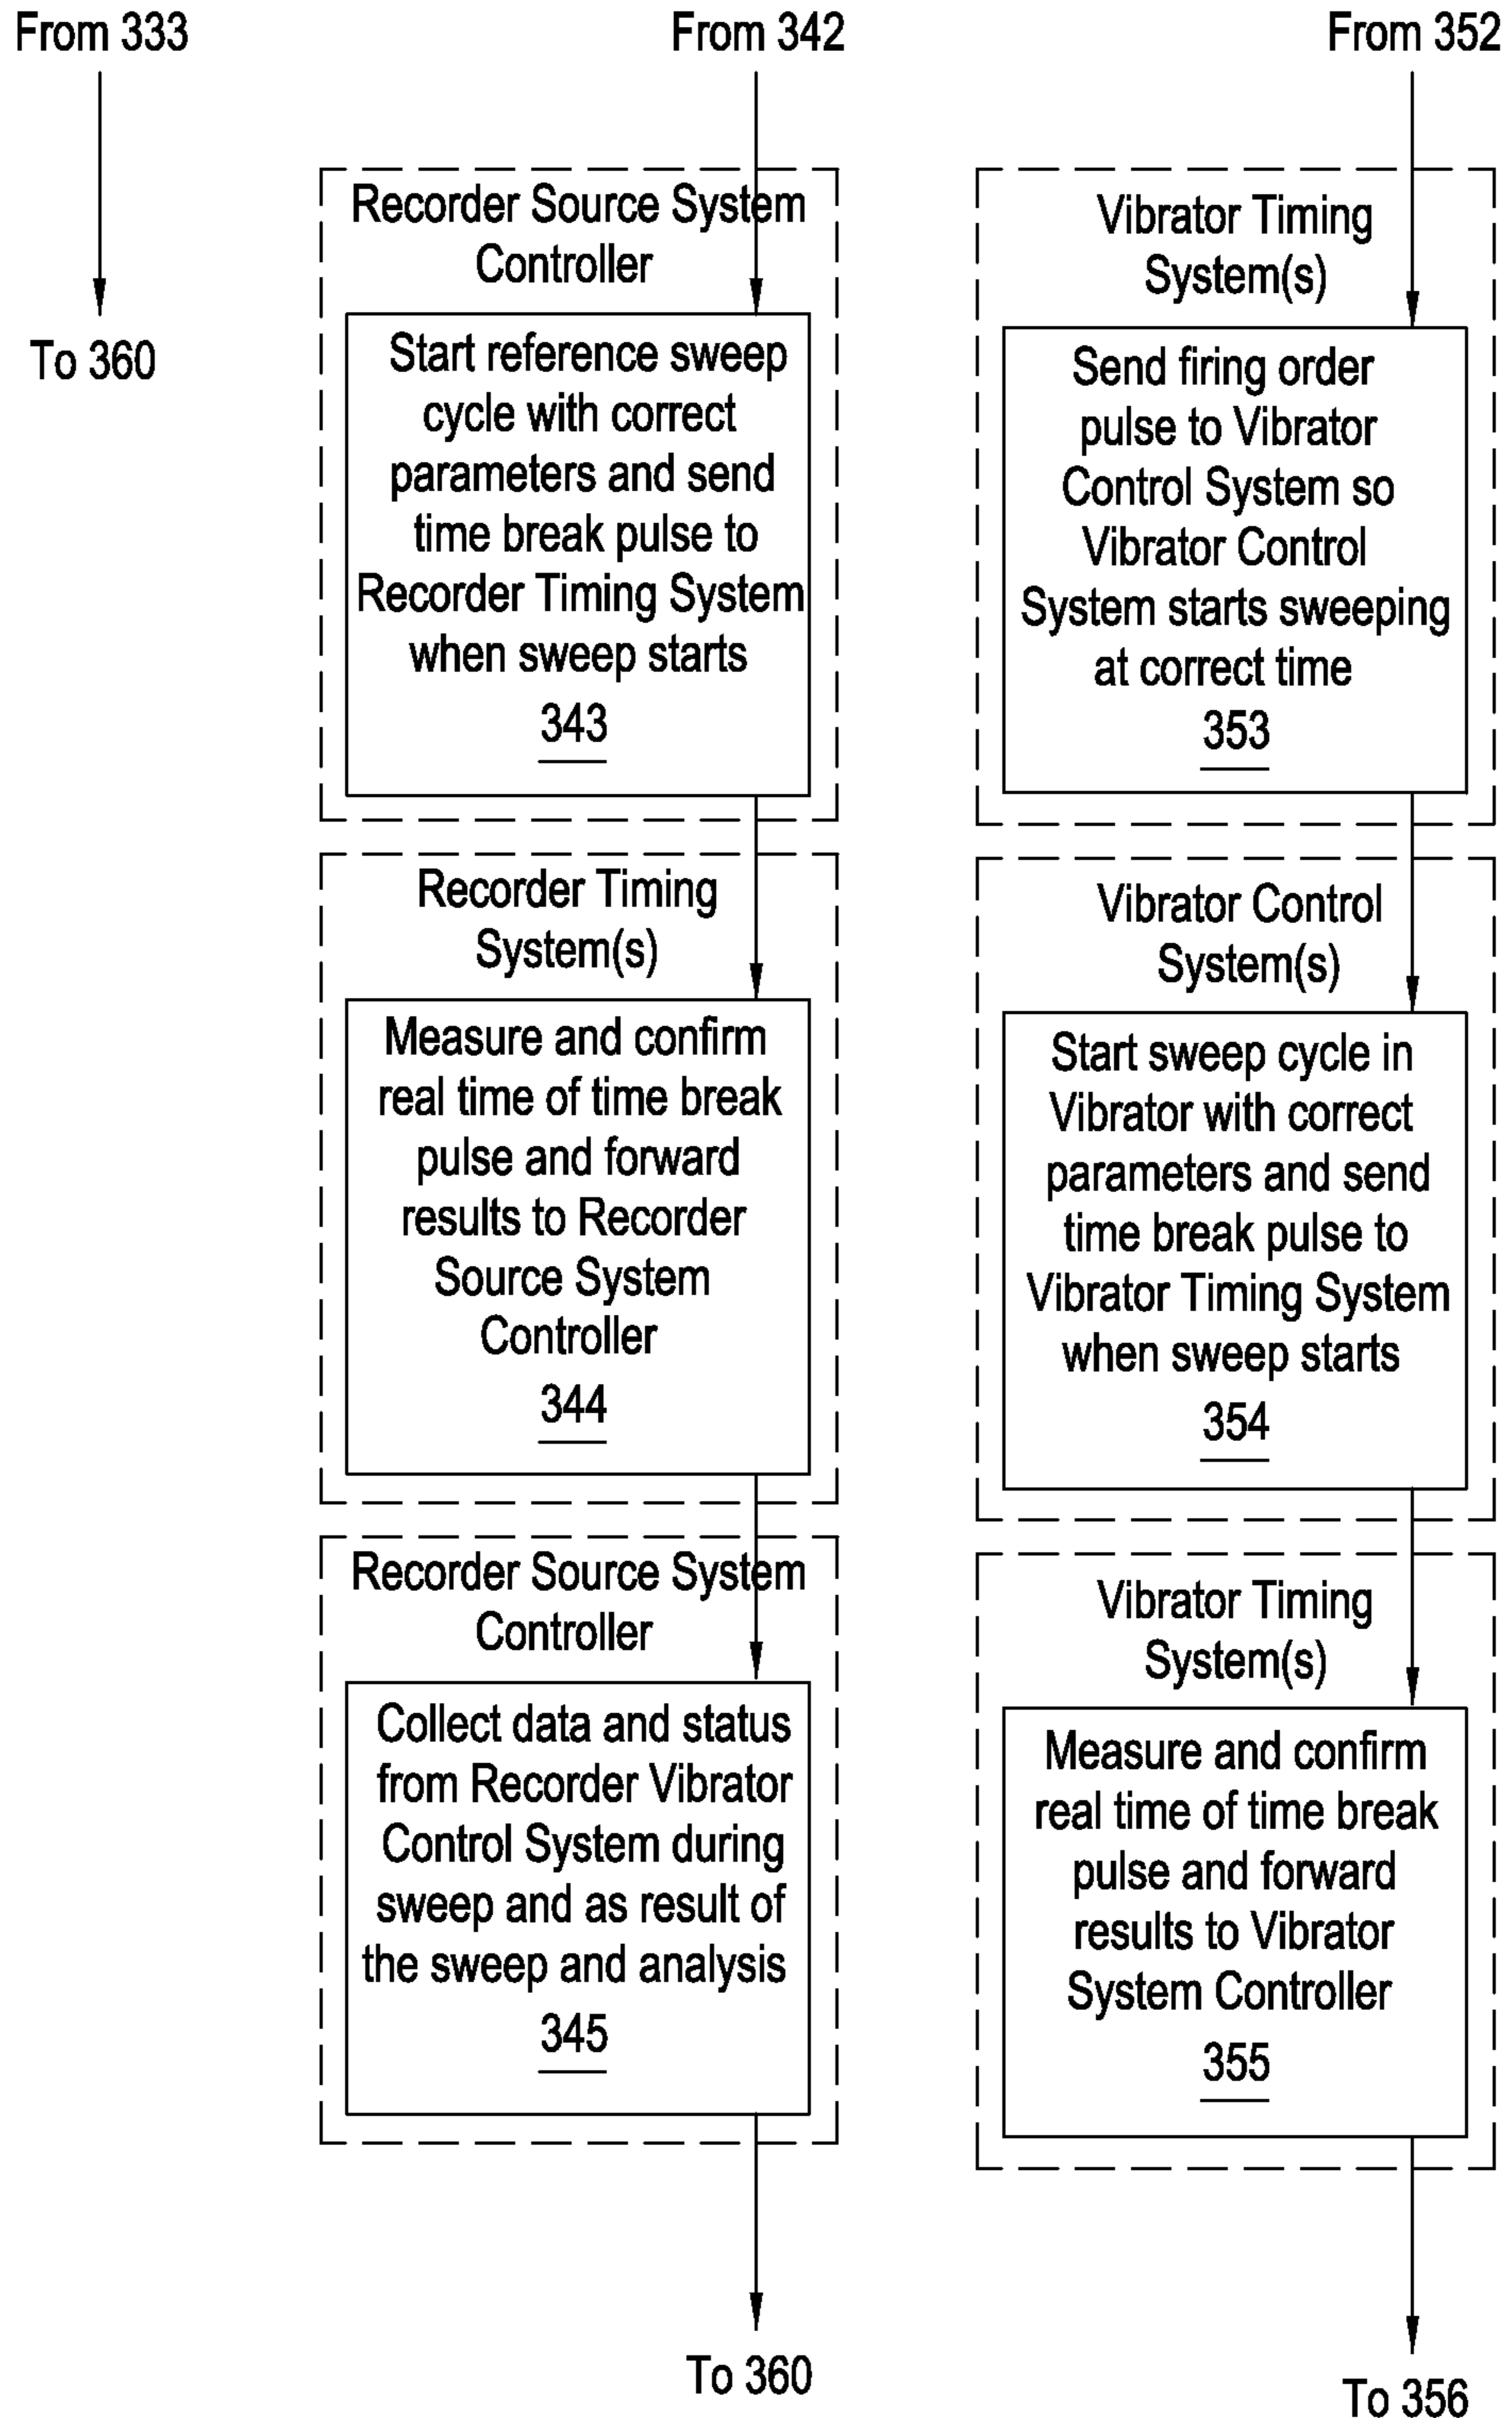 From 333
To 360
From 342
Recorder Source System
Controller
Start reference sweep
cycle with correct
parameters and send
time break pulse to
Recorder Timing System
when sweep starts
343
Recorder Timing
System(s)
Measure and confirm
real time of time break
pulse and forward
results to Recorder
Source System
Controller
344
Recorder Source System
Controller
Collect data and status
from Recorder Vibrator
Control System during
sweep and as result of
the sweep and analysis
345
To 360
From 352
Vibrator Timing
System(s)
Send firing order
pulse to Vibrator
Control System so
Vibrator Control
System starts sweeping
at correct time
353
Vibrator Control
System(s)
Start sweep cycle in
Vibrator with correct
parameters and send
time break pulse to
Vibrator Timing System
when sweep starts
354
Vibrator Timing
System(s)
Measure and confirm
real time of time break
pulse and forward
results to Vibrator
System Controller
355
To 356